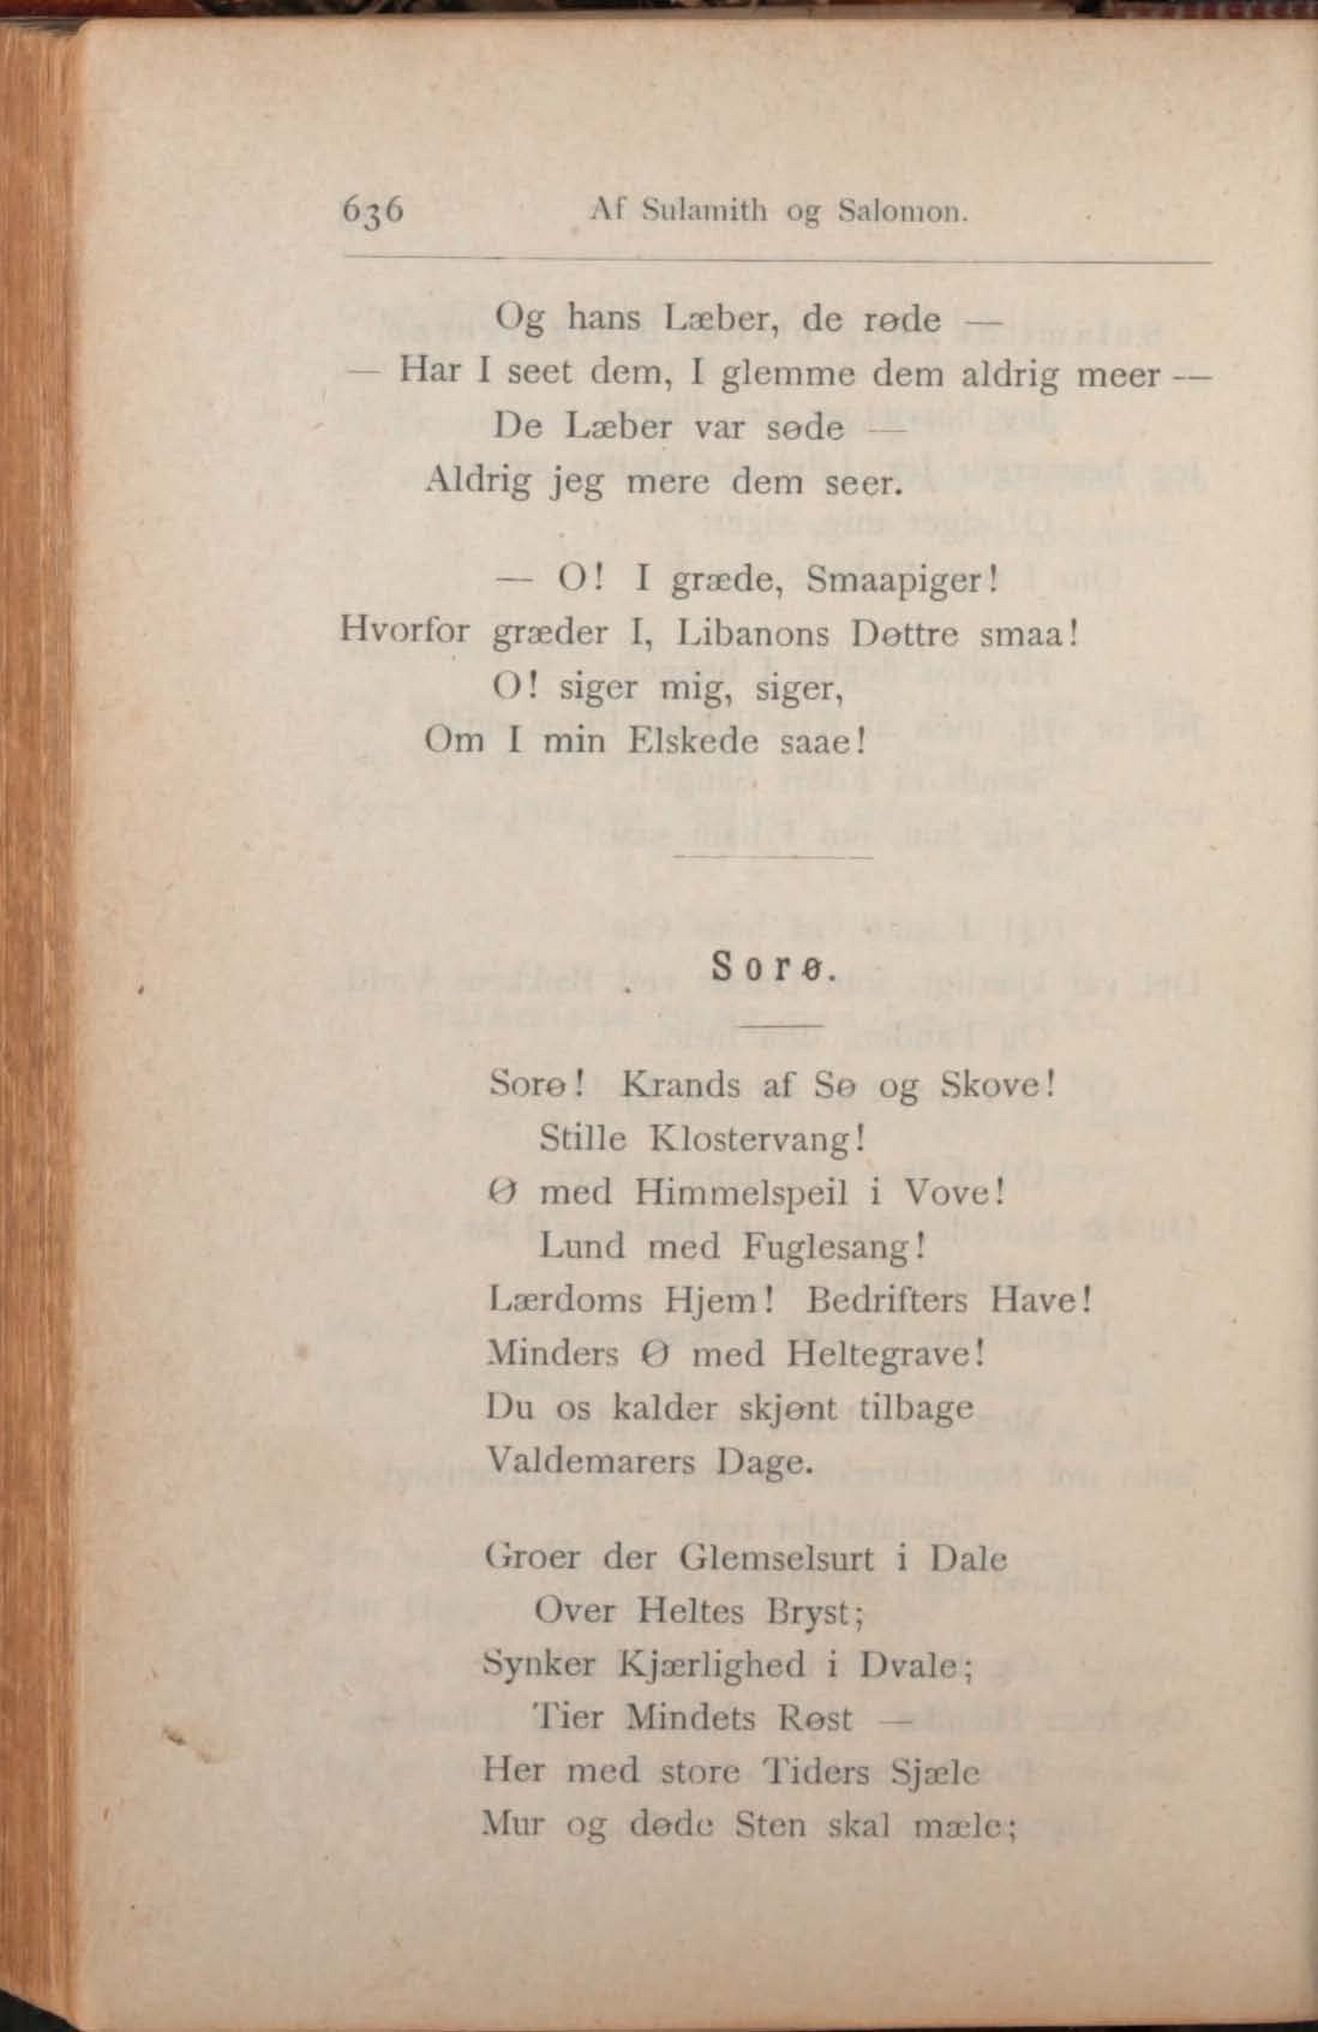 636 Af Sulamith og Salomon.
Og hans Læber, de røde —
— Har I seet dem, I glemme dem aldrig meer —
De Læber var søde —
Aldrig jeg mere dem seer.
— O! I græde, Smaapiger!
Hvorfor græder I, Libanons Døttre smaa!
O! siger mig, siger,
Om I min Elskede saae!
Sorø.
Sorø! Krands af Sø og Skove!
Stille Klostervang!
Ø med Himmelspeil i Vove!
Lund med Fuglesang!
Lærdoms Hjem! Bedrifters Have!
Minders Ø med Heltegrave!
Du os kalder skjønt tilbage
Valdemarers Dage.
Groer der Glemselsurt i Dale
Over Heltes Bryst;
Synker Kjærlighed i Dvale;
Tier Mindets Røst —
Her med store Tiders Sjæle
Mur og døde Sten skal mæle;